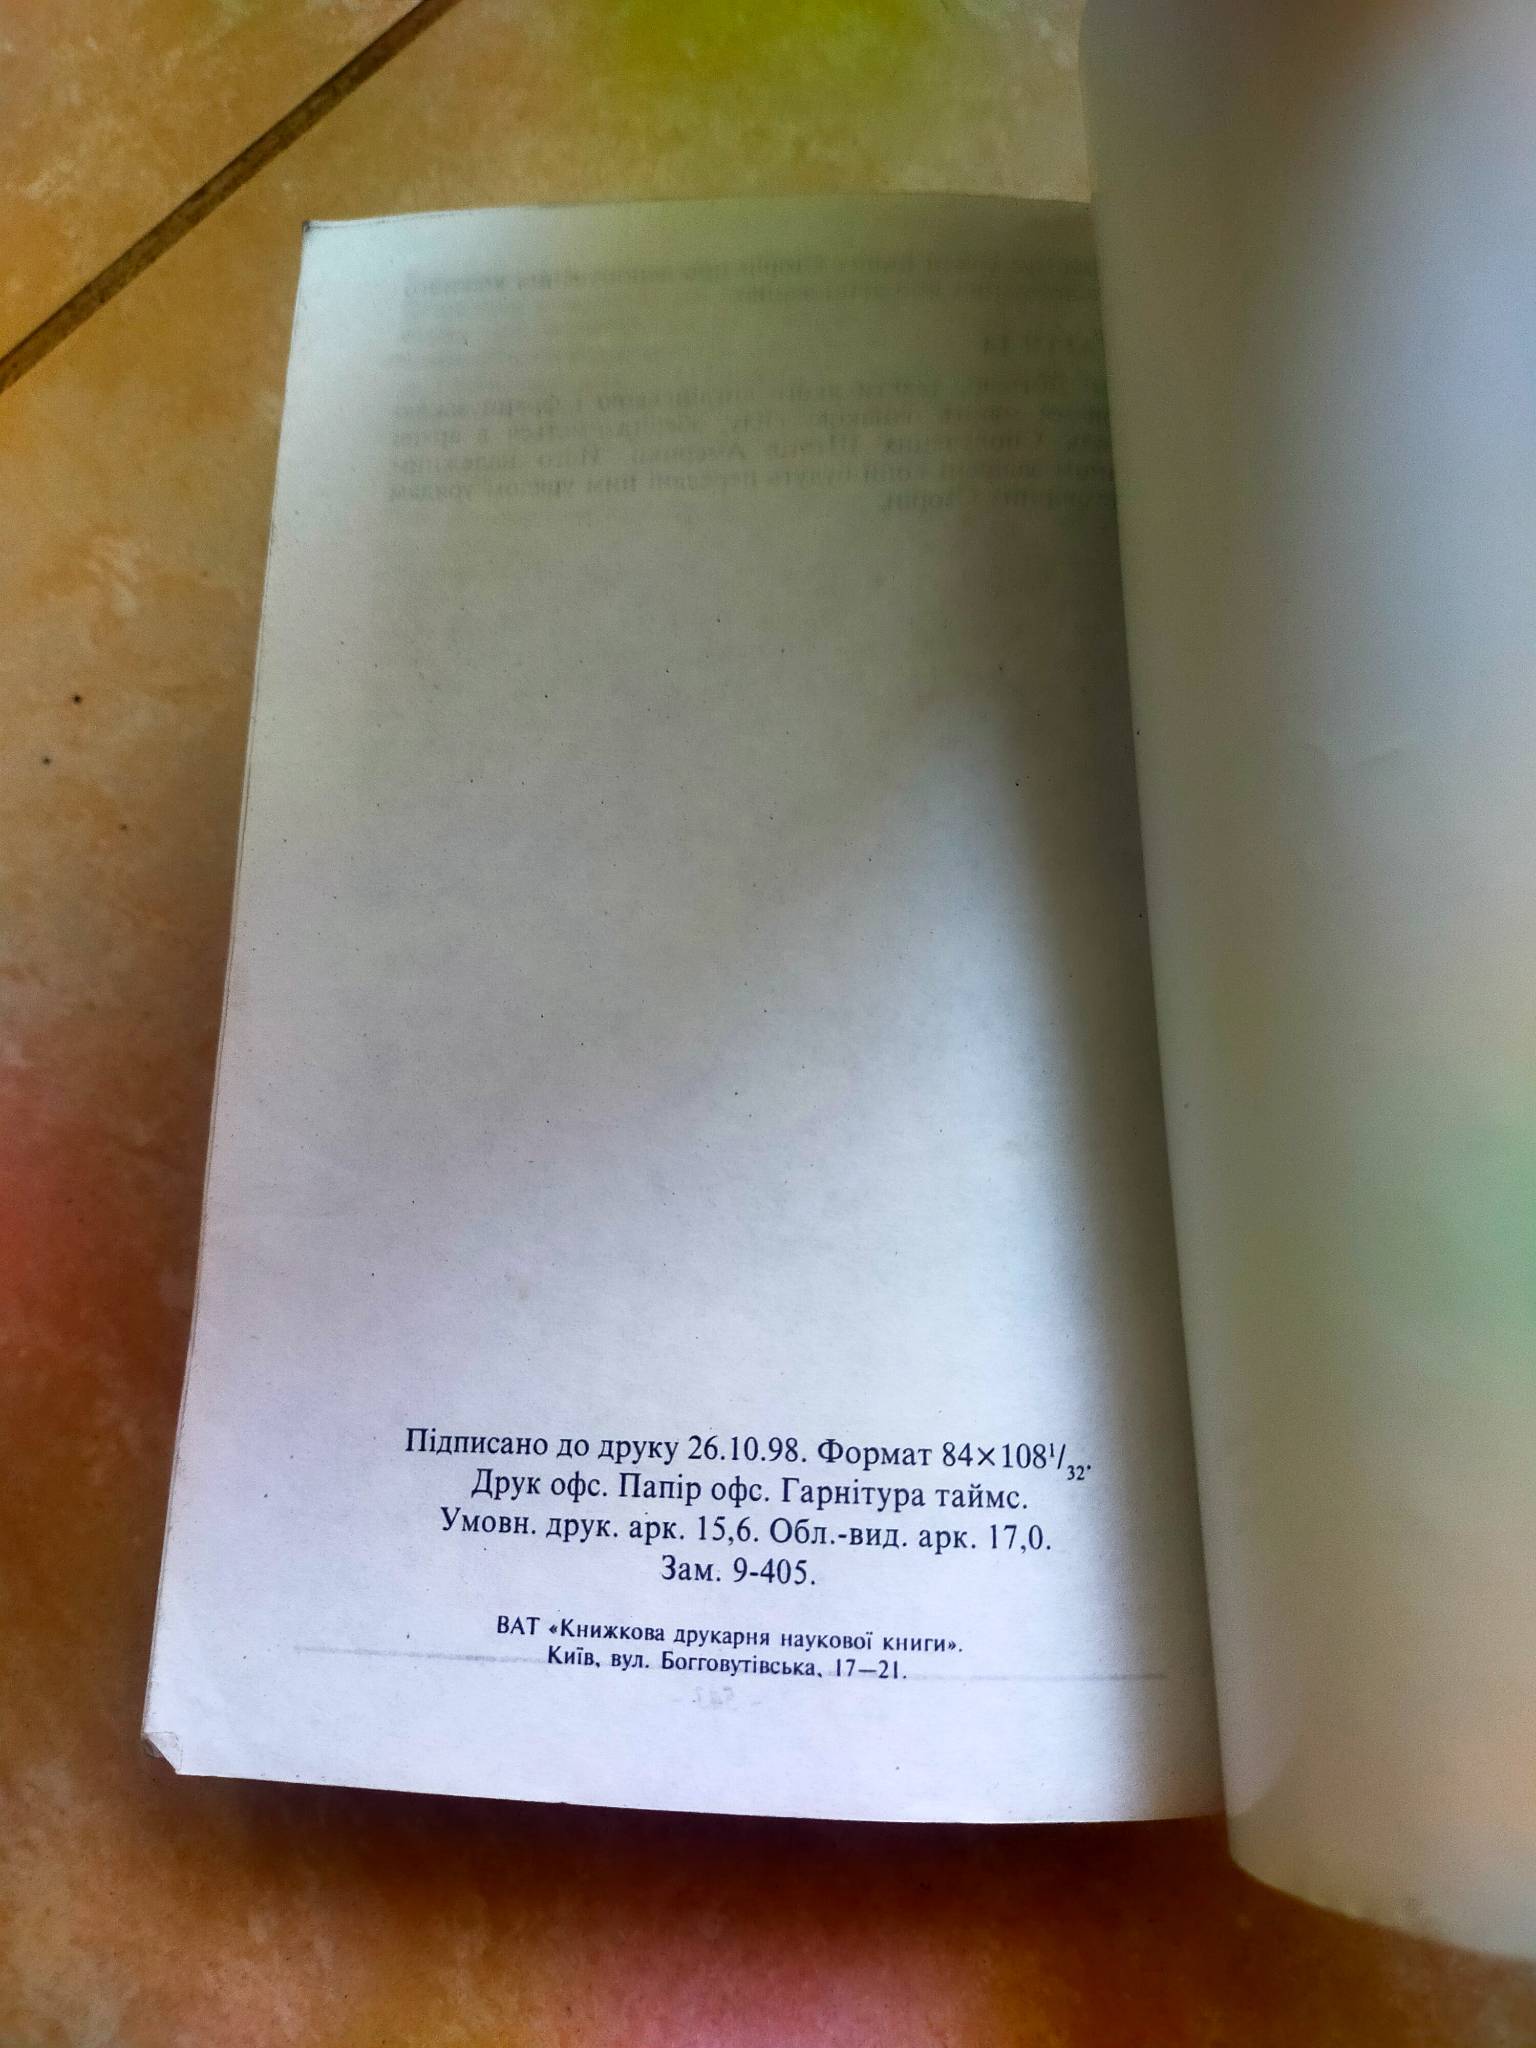 Підписано до друку 26.10.98. Формат 84×108¹/₃₂.
Друк офс. Папір офс. Гарнітура таймс.
Умовн. друк. арк. 15,6. Обл.-вид. арк. 17,0.
Зам. 9-405.
ВАТ «Книжкова друкарня наукової книги».
Київ, вул. Богговутівська, 17—21.